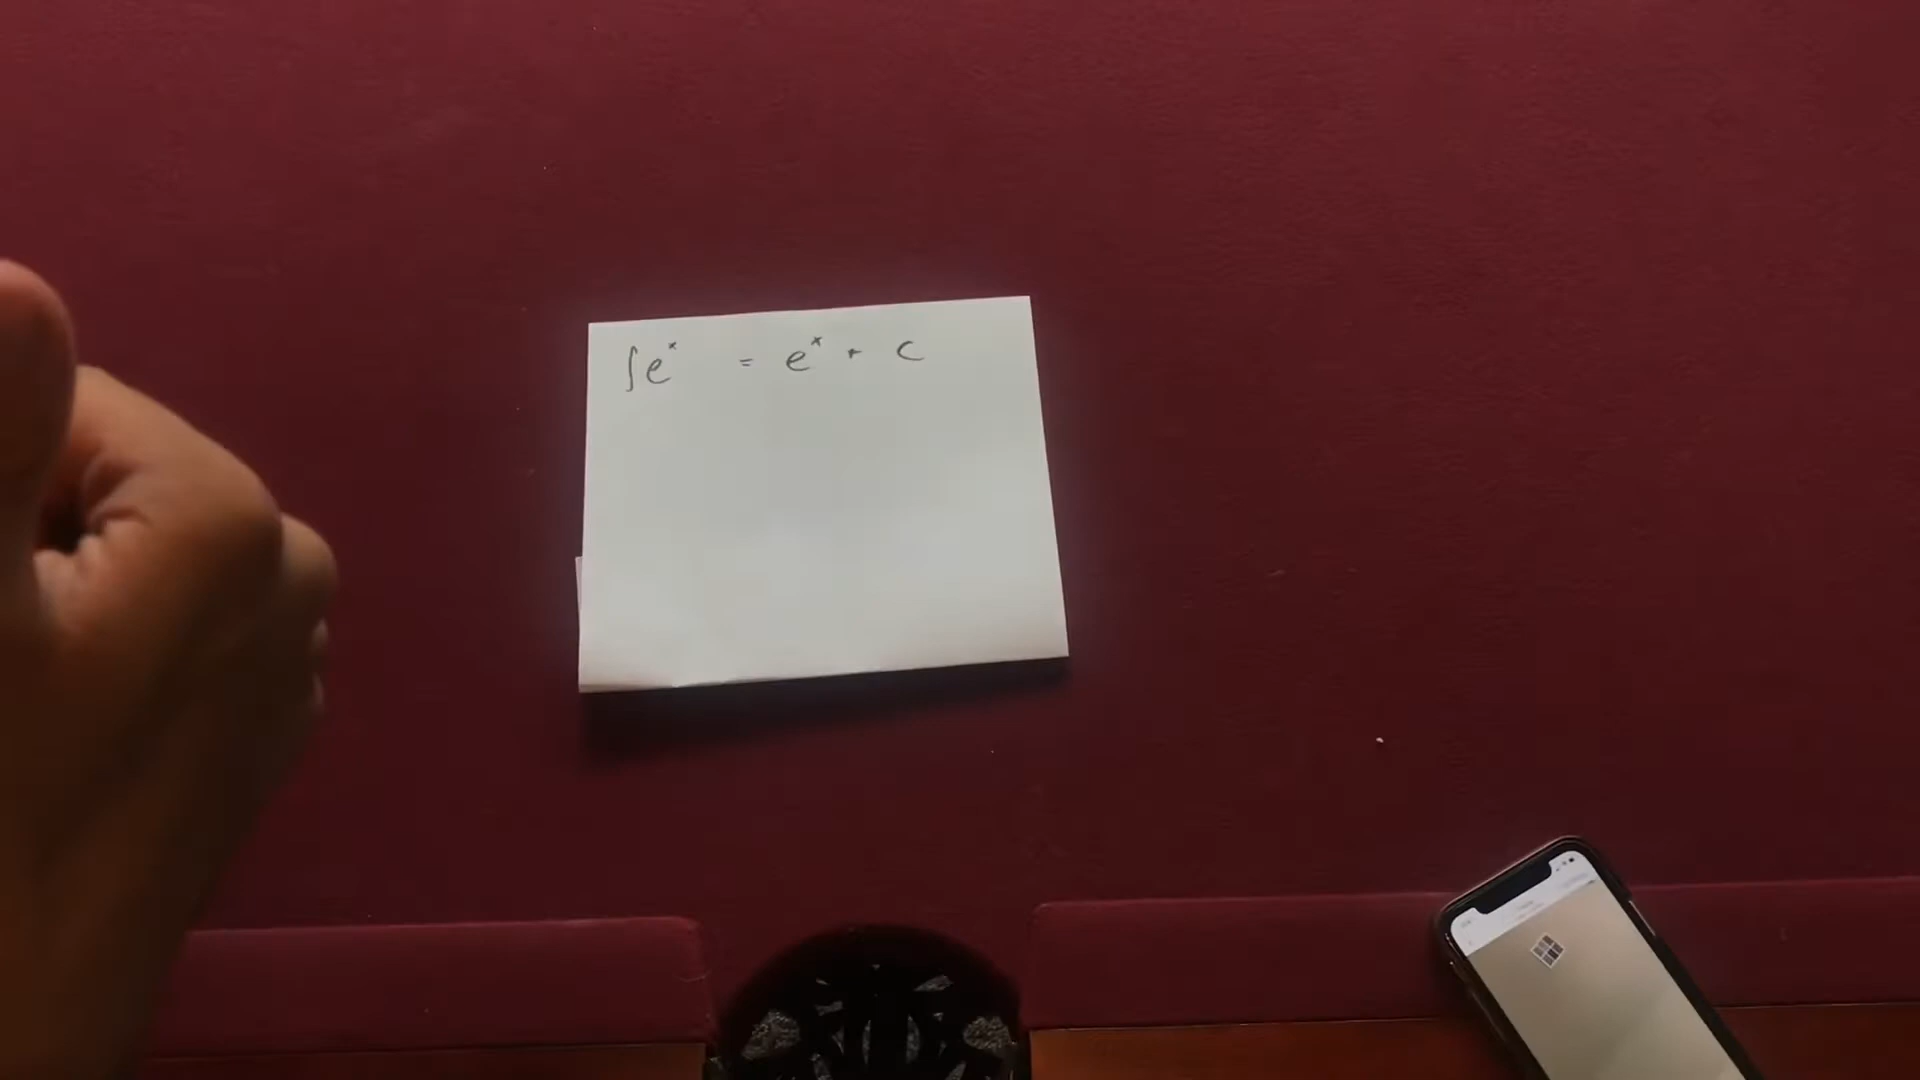 ∫eˣ = eˣ + c